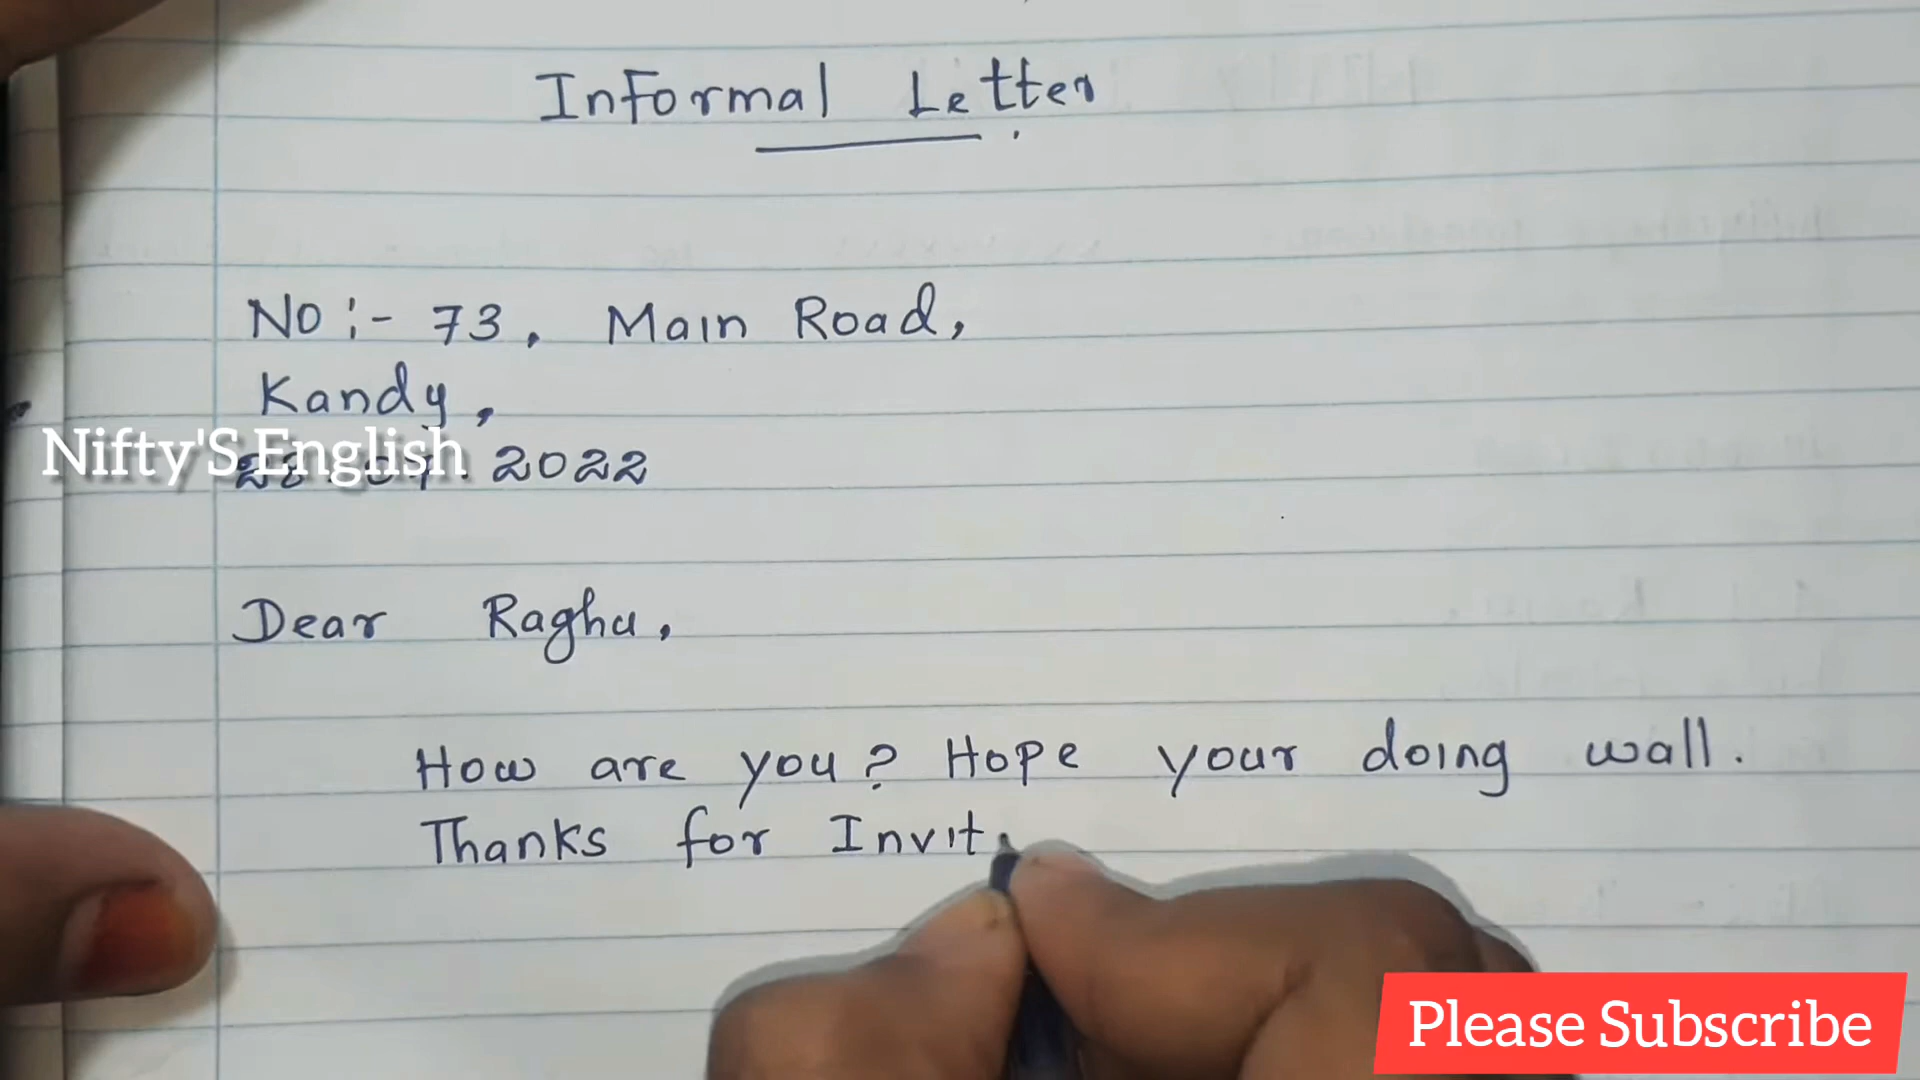 Informal Letter
No:- 73, Main Road,
Kandy,
Nifty'S English
2022
Dear Raghu,
How are you? Hope your doing wall.
Thanks for Invit
Please Subscribe